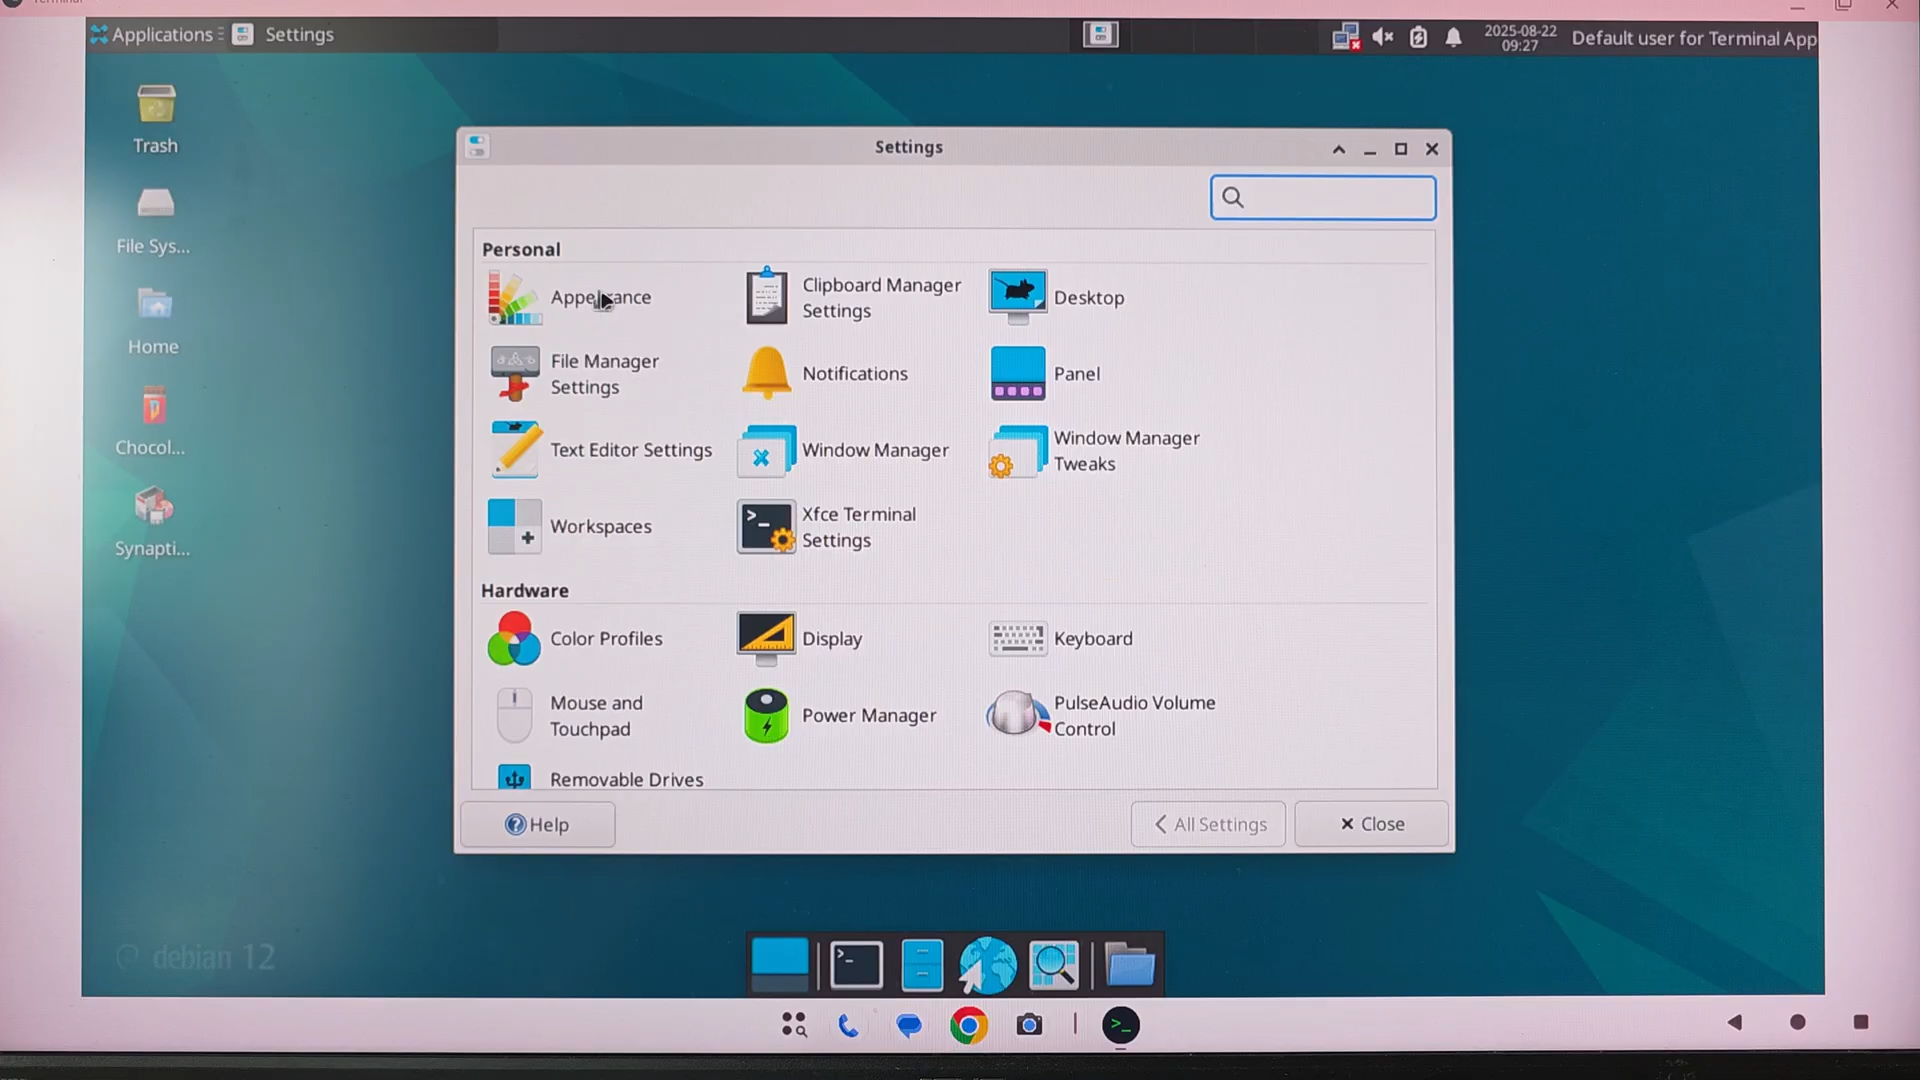 Terminal
Applications
Settings
2025-08-22
09:27
Default user for Terminal App
Trash
File Sys...
Home
Chocol...
Synapti...
Settings
Personal
Appearance
Clipboard Manager
Settings
Desktop
File Manager
Settings
Notifications
Panel
Text Editor Settings
Window Manager
Window Manager
Tweaks
Workspaces
Xfce Terminal
Settings
Hardware
Color Profiles
Display
Keyboard
Mouse and
Touchpad
Power Manager
PulseAudio Volume
Control
Removable Drives
Help
All Settings
Close
debian 12